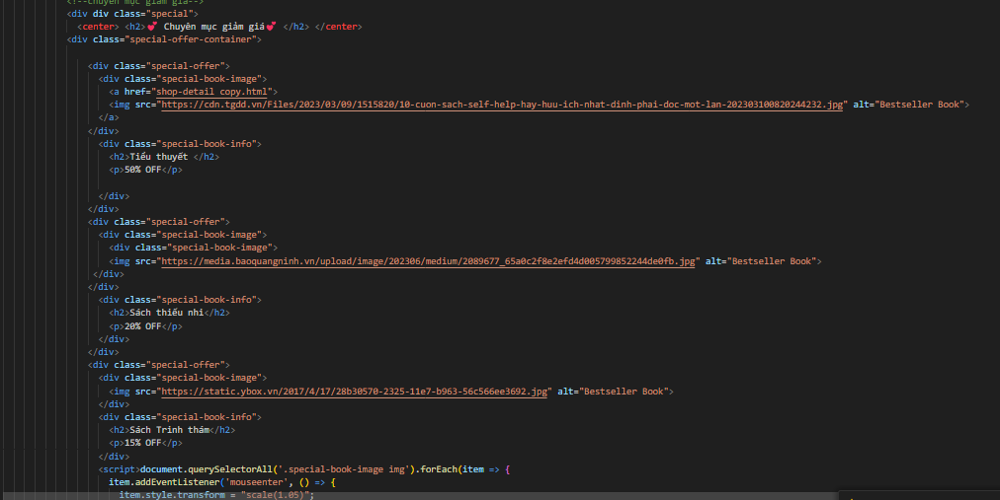 <!--Chuyên mục giảm giá-->
<div div class="special">
<center> <h2>💕 Chuyên mục giảm giá💕 </h2> </center>
<div class="special-offer-container">
<div class="special-offer">
<div class="special-book-image">
<a href="shop-detail copy.html">
<img src="https://cdn.tgdd.vn/Files/2023/03/09/1515820/10-cuon-sach-self-help-hay-huu-ich-nhat-dinh-phai-doc-mot-lan-202303100820244232.jpg" alt="Bestseller Book">
</a>
</div>
<div class="special-book-info">
<h2>Tiểu thuyết </h2>
<p>50% OFF</p>
</div>
</div>
<div class="special-offer">
<div class="special-book-image">
<div class="special-book-image">
<img src="https://media.baoquangninh.vn/upload/image/202306/medium/2089677_65a0c2f8e2efd4d005799852244de0fb.jpg" alt="Bestseller Book">
</div>
</div>
<div class="special-book-info">
<h2>Sách thiếu nhi</h2>
<p>20% OFF</p>
</div>
</div>
<div class="special-offer">
<div class="special-book-image">
<img src="https://static.ybox.vn/2017/4/17/28b30570-2325-11e7-b963-56c566ee3692.jpg" alt="Bestseller Book">
</div>
<div class="special-book-info">
<h2>Sách Trinh thám</h2>
<p>15% OFF</p>
</div>
<script>document.querySelectorAll('.special-book-image img').forEach(item => {
item.addEventListener('mouseenter', () => {
item.style.transform = "scale(1.05)";